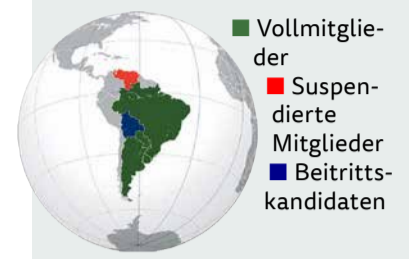 Vollmitglie-
der
Suspen-
dierte
Mitglieder
Beitritts-
kandidaten